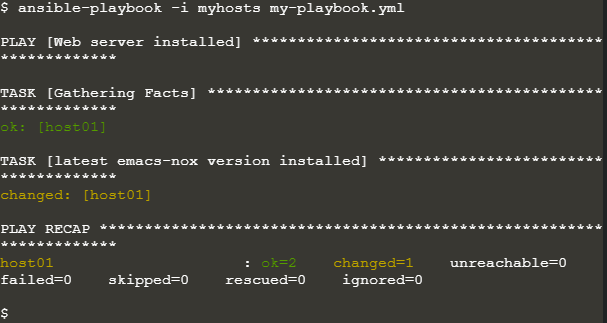 $ ansible-playbook -i myhosts my-playbook.yml
PLAY [Web server installed] ***************************************
*************
TASK [Gathering Facts] ********************************************
*************
ok: [host01]
TASK [latest emacs-nox version installed] *************************
*************
changed: [host01]
PLAY RECAP ********************************************************
*************
host01                     : ok=2    changed=1    unreachable=0
failed=0    skipped=0    rescued=0    ignored=0
$